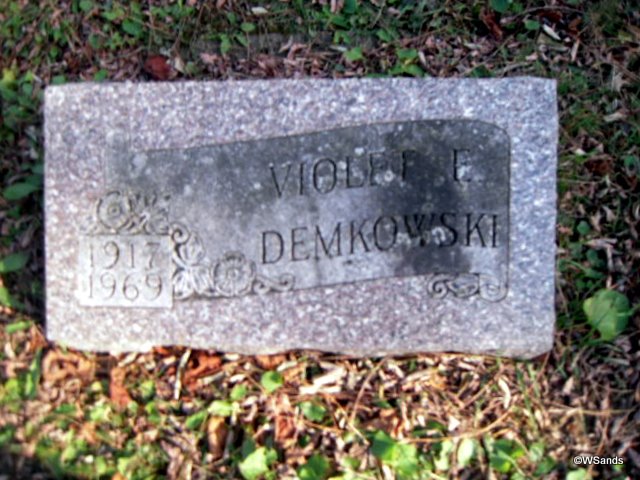 VIOLET E.
DEMKOWSKI
1917
1969
©WSands